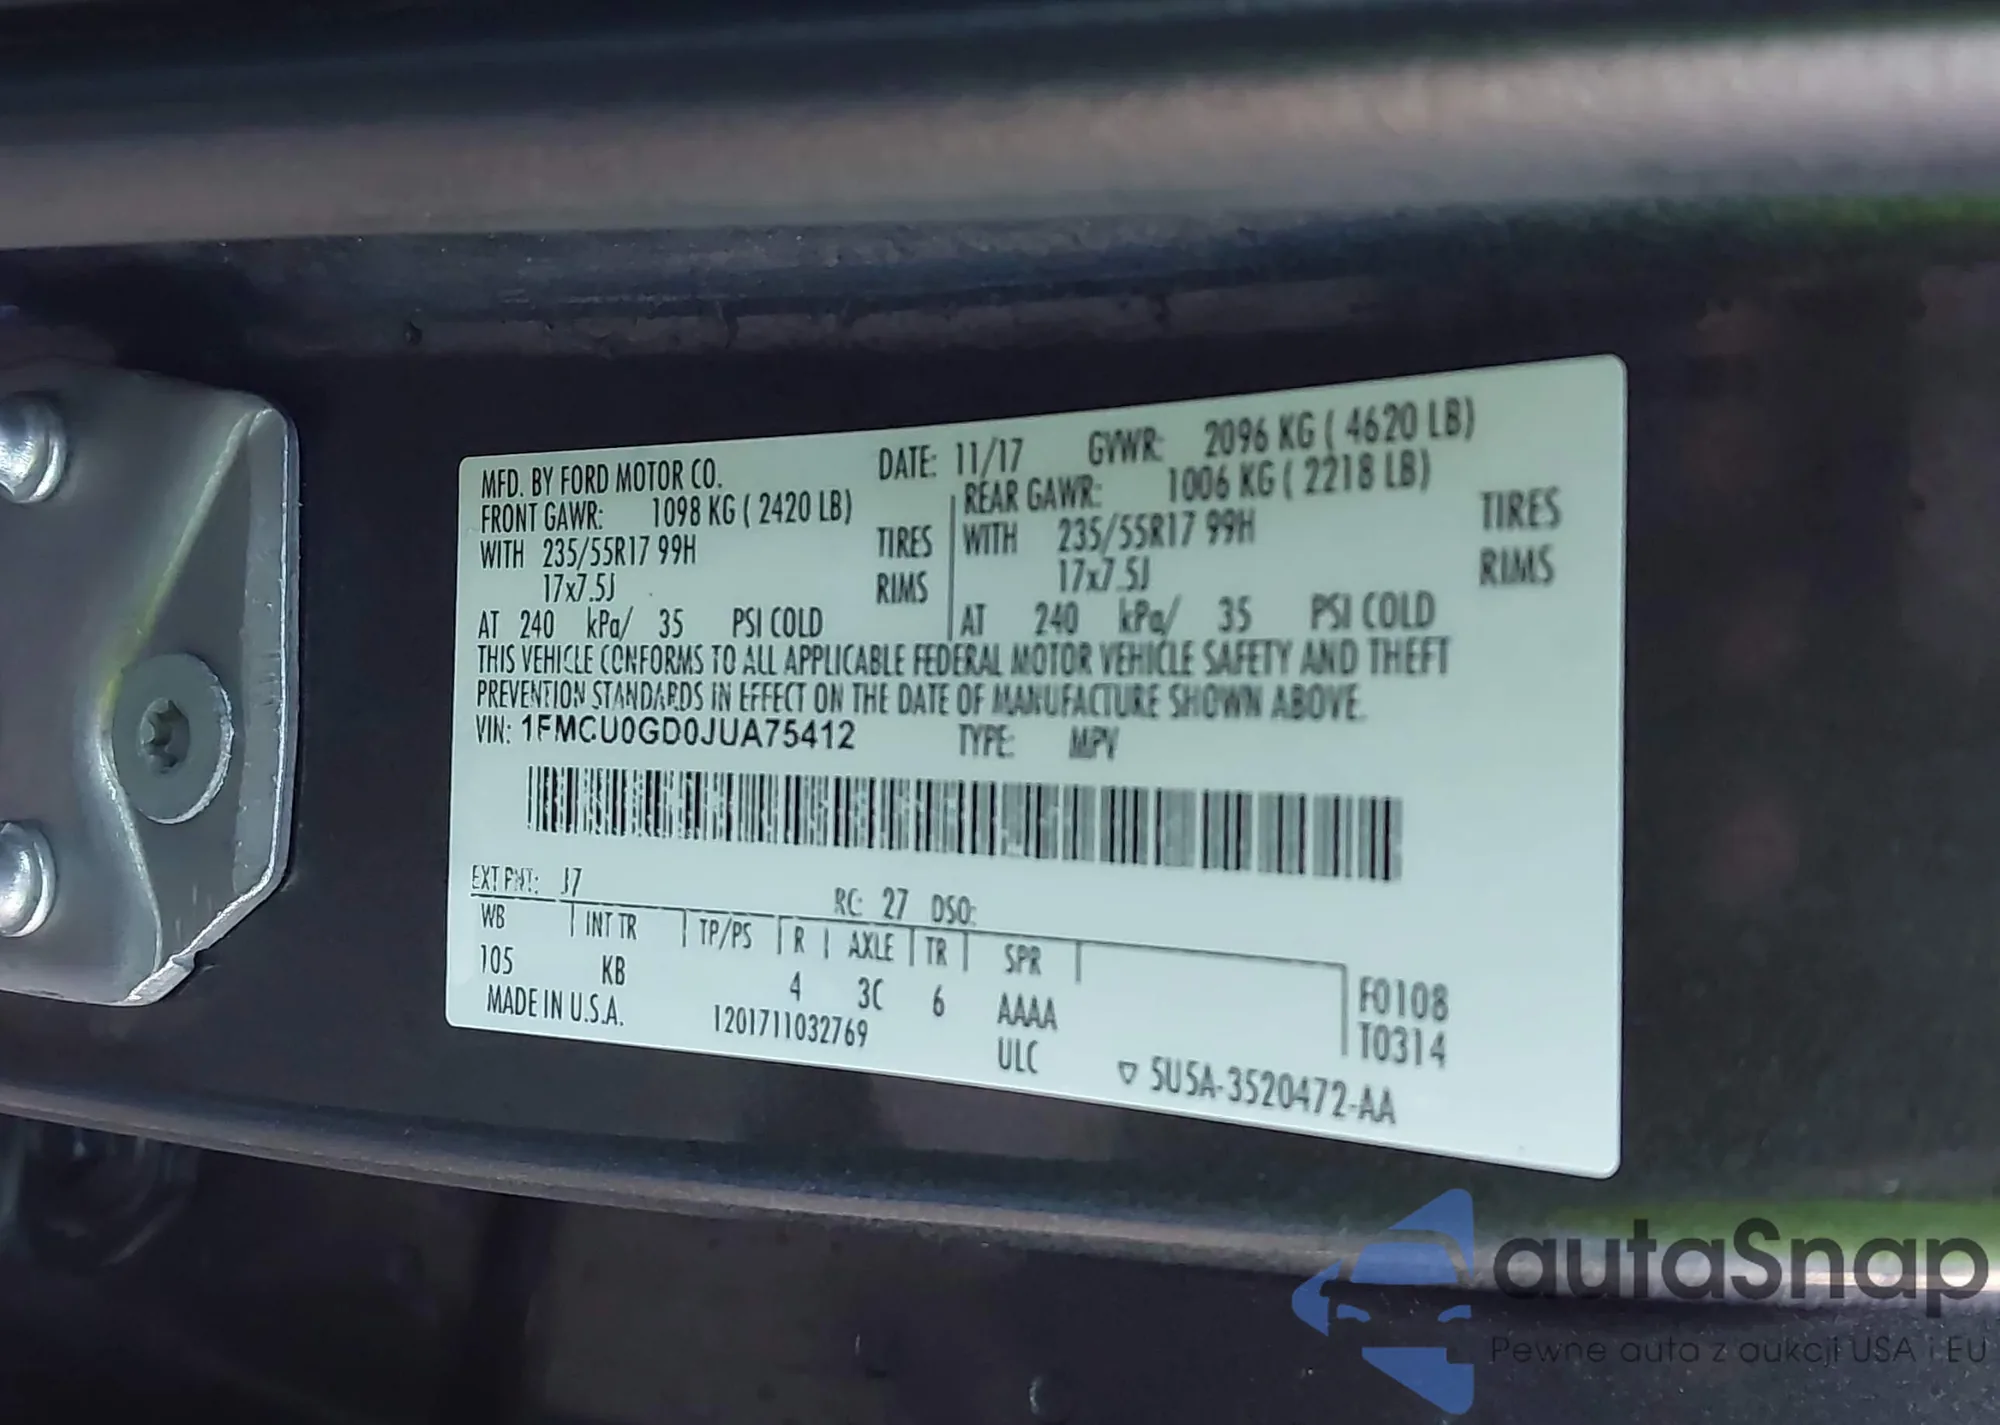 MFD. BY FORD MOTOR CO. DATE: 11/17 GVWR: 2096 KG ( 4620 LB)
FRONT GAWR: 1098 KG ( 2420 LB) REAR GAWR: 1006 KG ( 2218 LB)
WITH 235/55R17 99H TIRES WITH 235/55R17 99H TIRES
17x7.5J RIMS 17x7.5J RIMS
AT 240 kPa/ 35 PSI COLD AT 240 kPa/ 35 PSI COLD
THIS VEHICLE CONFORMS TO ALL APPLICABLE FEDERAL MOTOR VEHICLE SAFETY AND THEFT
PREVENTION STANDARDS IN EFFECT ON THE DATE OF MANUFACTURE SHOWN ABOVE.
VIN: 1FMCU0GD0JUA75412 TYPE: MPV
EXT PNT: J7 RC: 27 DSO:
WB INT TR TP/PS R AXLE TR SPR
105 KB 4 3C 6 AAAA F0108
MADE IN U.S.A. 1201711032769 ULC T0314
▽ 5U5A-3520472-AA
autaSnap
Pewne auta z aukcji USA i EU